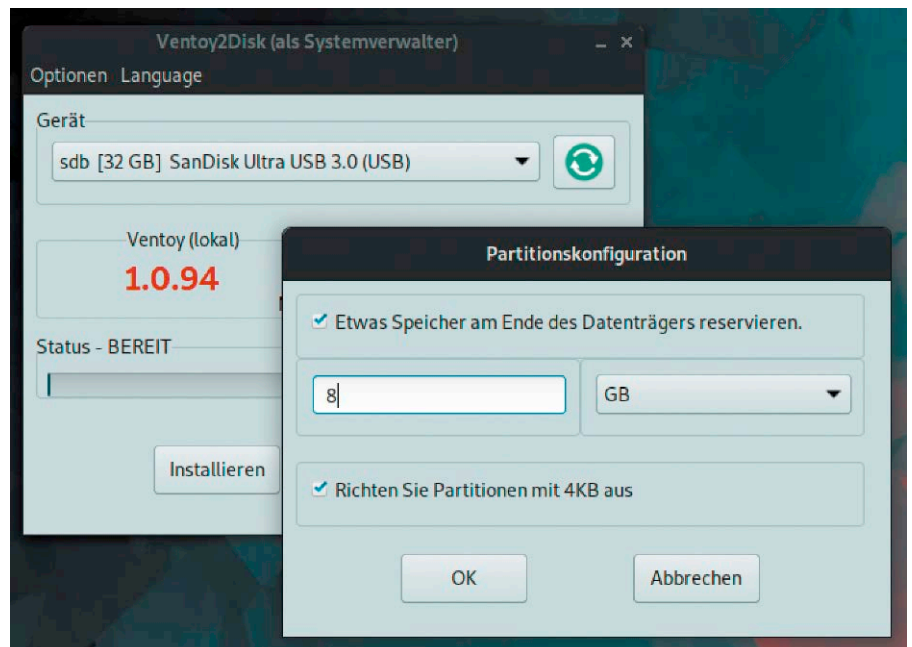 Ventoy2Disk (als Systemverwalter)
Optionen Language
Gerät
sdb [32 GB] SanDisk Ultra USB 3.0 (USB)
Ventoy (lokal)
1.0.94
Status - BEREIT
Installieren
Partitionskonfiguration
Etwas Speicher am Ende des Datenträgers reservieren.
8 GB
Richten Sie Partitionen mit 4KB aus
OK Abbrechen